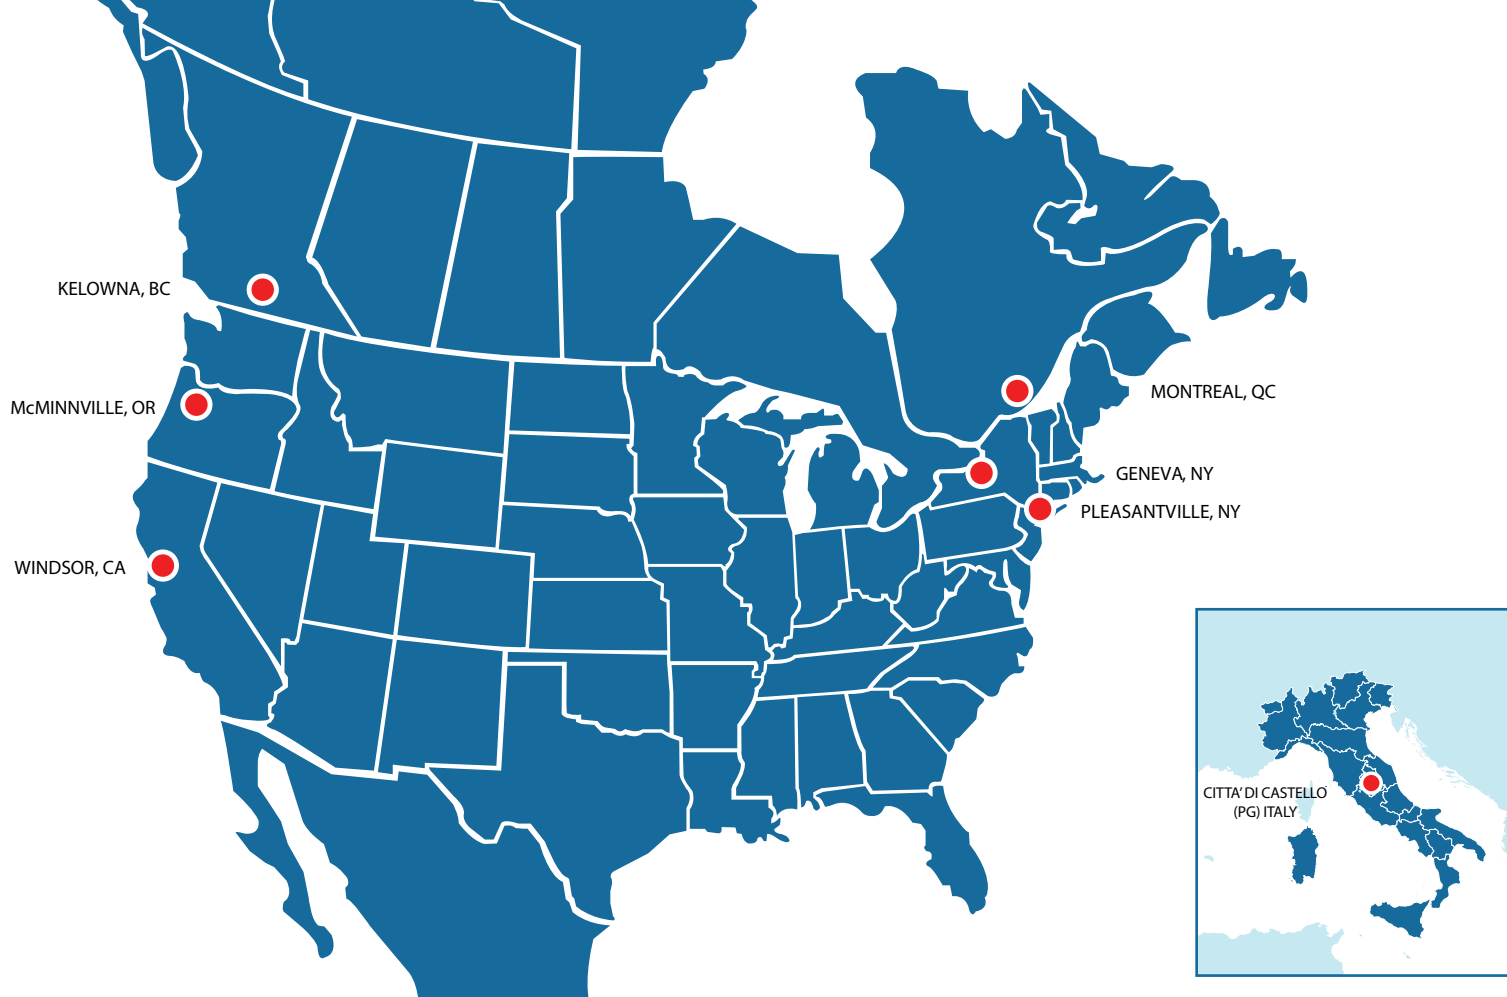 KELOWNA, BC
McMINNVILLE, OR
MONTREAL, QC
GENEVA, NY
PLEASANTVILLE, NY
WINDSOR, CA
CITTA' DI CASTELLO
(PG) ITALY